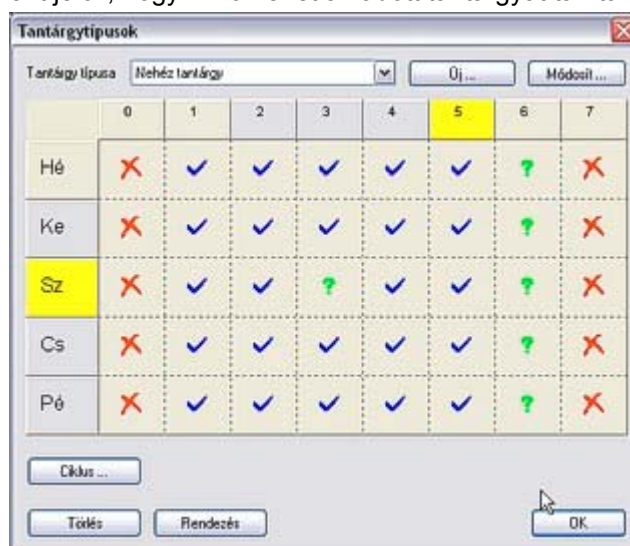 Tantárgytípusok
Tantárgy típusa Nehéz tantárgy Új ... Módosít ...
0 1 2 3 4 5 6 7
Hé ? 
Ke ?
Sz ? ?
Cs ?
Pé ?
Ciklus ...
Törlés Rendezés OK